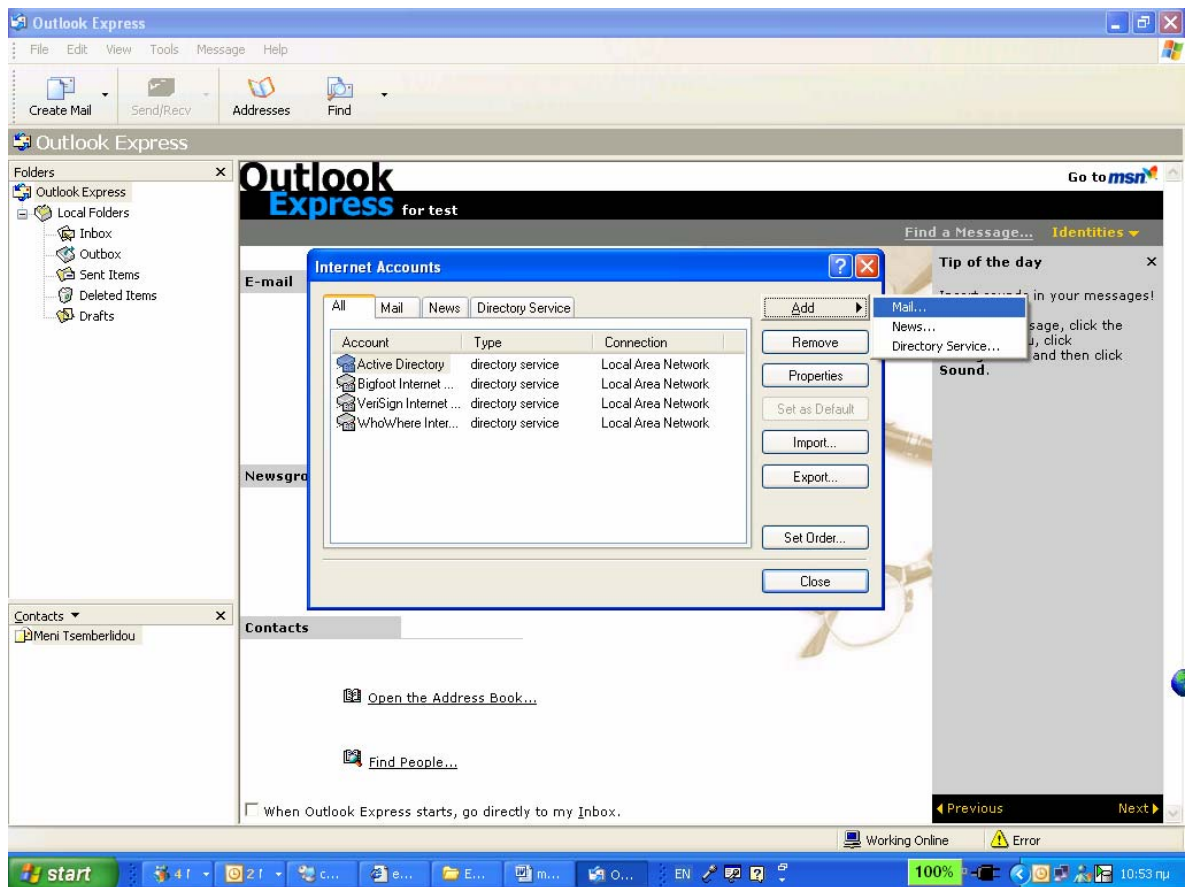 Outlook Express
File Edit View Tools Message Help
Create Mail Send/Recv Addresses Find
Outlook Express
Folders
Outlook Express
Local Folders
Inbox
Outbox
Sent Items
Deleted Items
Drafts
Contacts
Meni Tsemberlidou
Outlook
Express for test
Go to msn
Find a Message... Identities
E-mail
Newsgro
Contacts
Open the Address Book...
Find People...
When Outlook Express starts, go directly to my Inbox.
Internet Accounts
All Mail News Directory Service
Account Type Connection
Active Directory directory service Local Area Network
Bigfoot Internet ... directory service Local Area Network
VeriSign Internet ... directory service Local Area Network
WhoWhere Inter... directory service Local Area Network
Add
Remove
Properties
Set as Default
Import...
Export...
Set Order...
Close
Mail...
News...
Directory Service...
Tip of the day
in your messages!
sage, click the
click
and then click
Sound.
Previous Next
Working Online Error
start 4 2 c... e... E... m... O... EN 100% 10:53 πμ